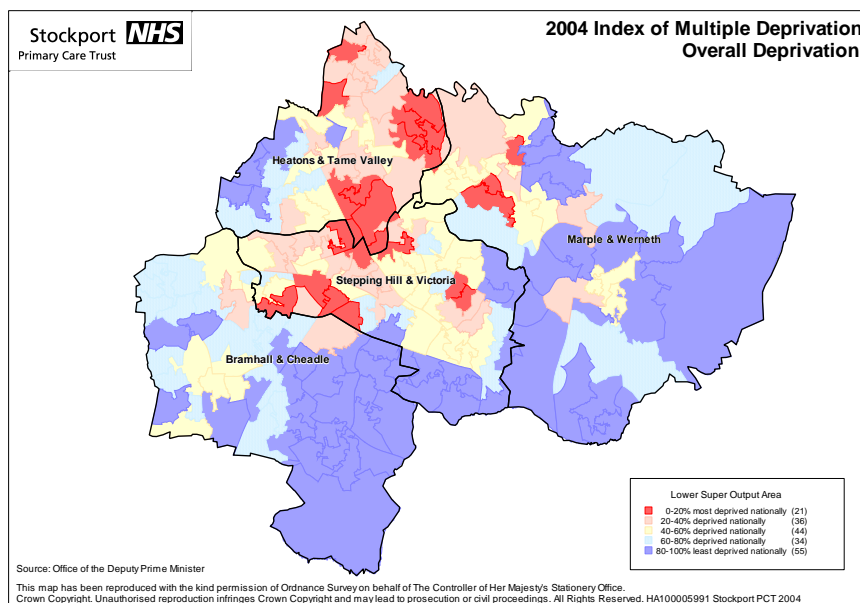 Stockport NHS
Primary Care Trust
2004 Index of Multiple Deprivation
Overall Deprivation
Heatons & Tame Valley
Marple & Werneth
Stepping Hill & Victoria
Bramhall & Cheadle
Lower Super Output Area
0-20% most deprived nationally (21)
20-40% deprived nationally (36)
40-60% deprived nationally (44)
60-80% deprived nationally (34)
80-100% least deprived nationally (55)
Source: Office of the Deputy Prime Minister
This map has been reproduced with the kind permission of Ordnance Survey on behalf of The Controller of Her Majesty's Stationery Office.
Crown Copyright. Unauthorised reproduction infringes Crown Copyright and may lead to prosecution or civil proceedings. All Rights Reserved. HA100005991 Stockport PCT 2004